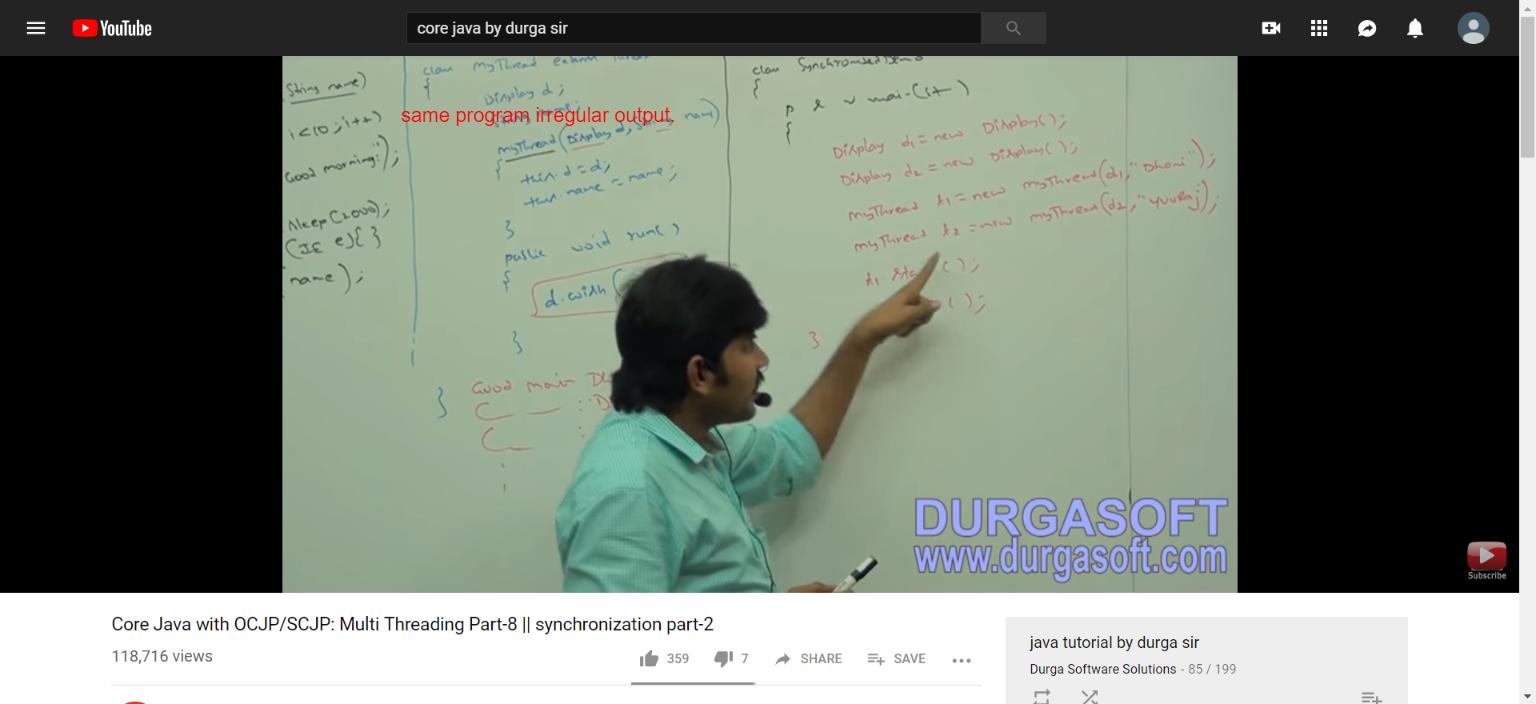 YouTube
core java by durga sir
String name)
i<10;i++)
Good morning:");
sleep(2000);
(IE e){ }
name);
class myThread extends Thread
{
Display d;
String name;
same program irregular output.
myThread(Display d, String name)
{
this.d=d;
this.name=name;
}
public void run()
{
d.wish(
}
}
Good main
class SynchronizedDemo
{
p s v main(St )
{
Display d1=new Display();
Display d2=new Display();
myThread t1=new myThread(d1,"Dhoni");
myThread t2=new myThread(d2,"Yuvraj);
t1.sta ();
();
}
DURGASOFT
www.durgasoft.com
Subscribe
Core Java with OCJP/SCJP: Multi Threading Part-8 || synchronization part-2
118,716 views
359
7
SHARE
SAVE
java tutorial by durga sir
Durga Software Solutions - 85 / 199